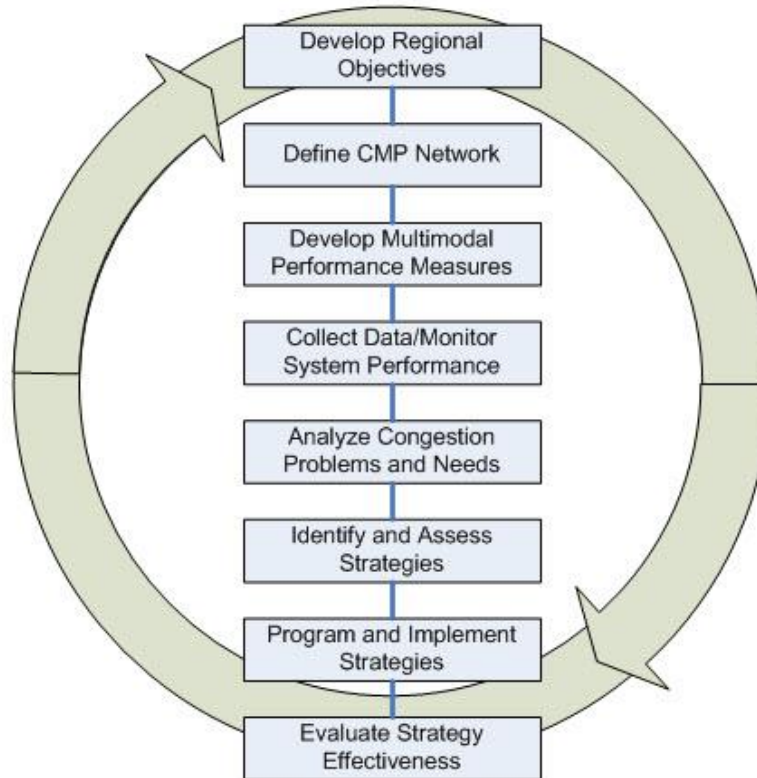 Develop Regional
Objectives
Define CMP Network
Develop Multimodal
Performance Measures
Collect Data/Monitor
System Performance
Analyze Congestion
Problems and Needs
Identify and Assess
Strategies
Program and Implement
Strategies
Evaluate Strategy
Effectiveness